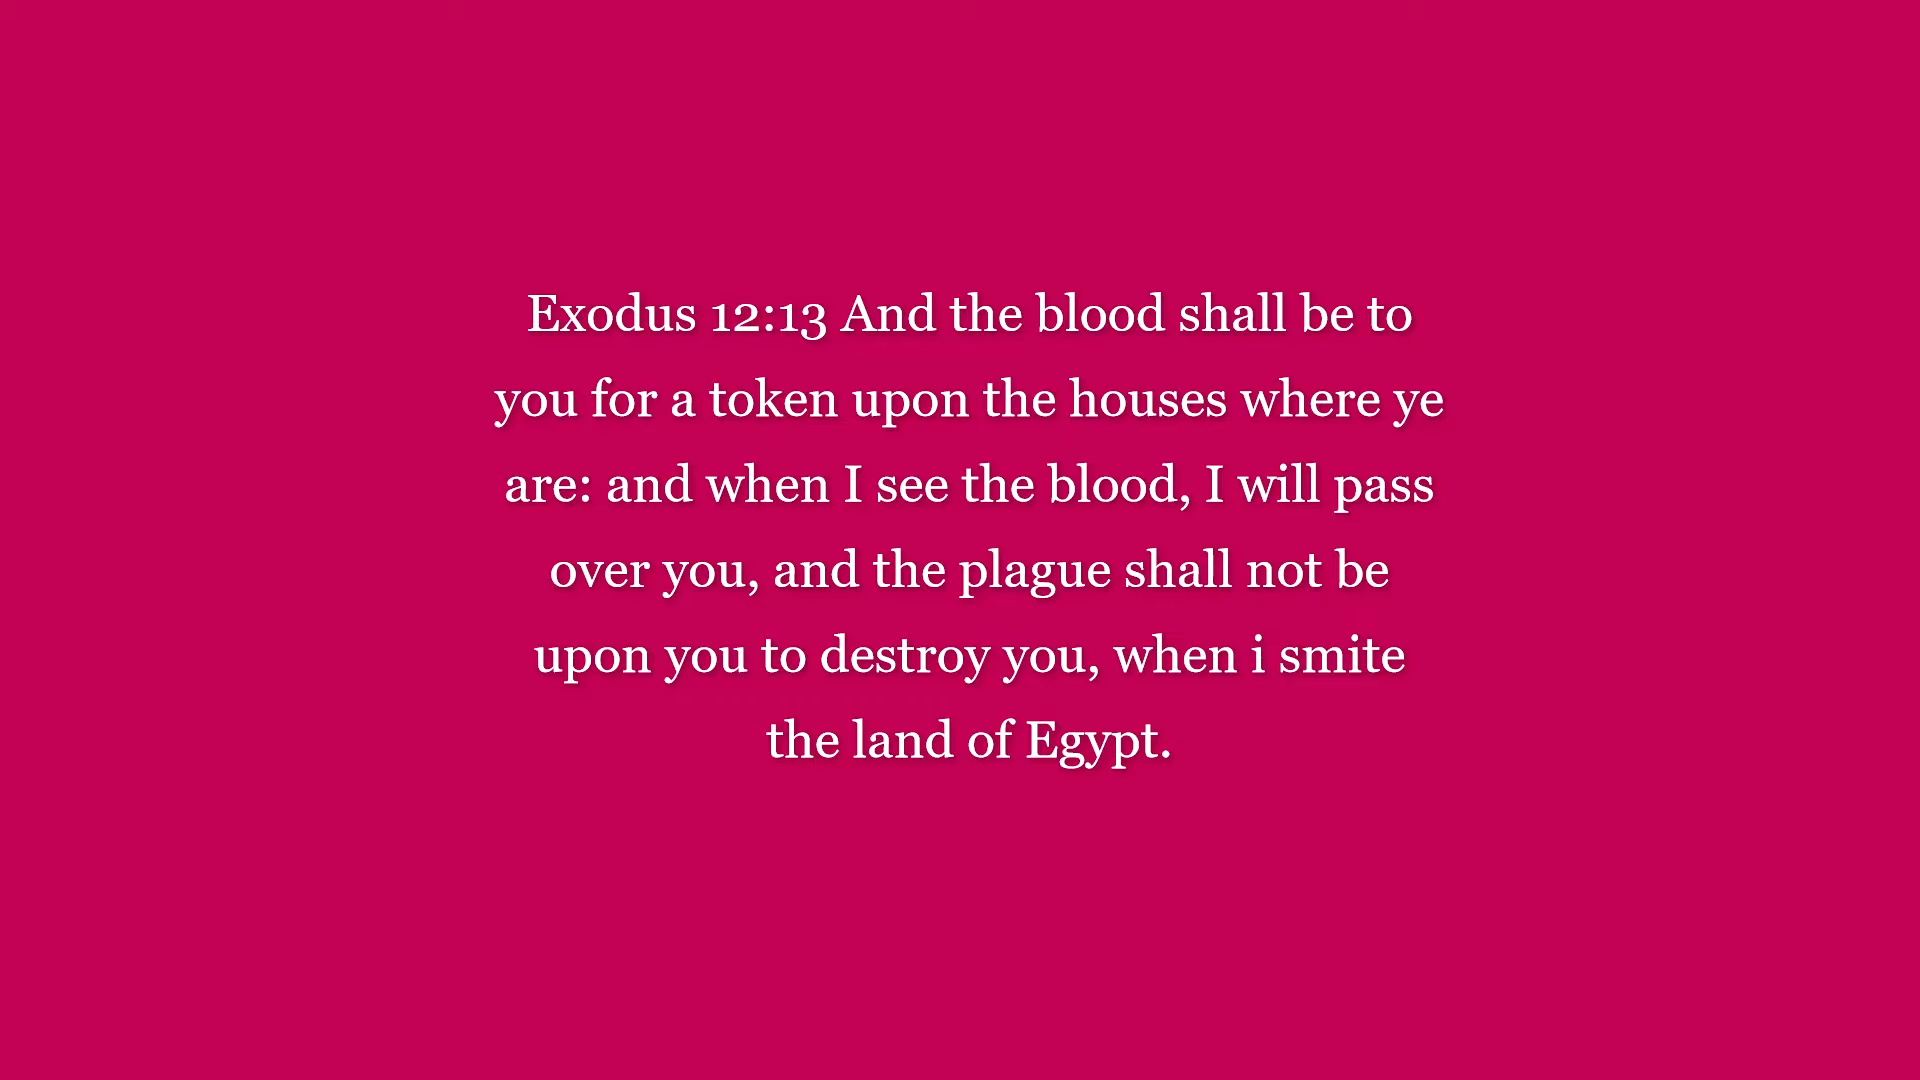 Exodus 12:13 And the blood shall be to
you for a token upon the houses where ye
are: and when I see the blood, I will pass
over you, and the plague shall not be
upon you to destroy you, when i smite
the land of Egypt.